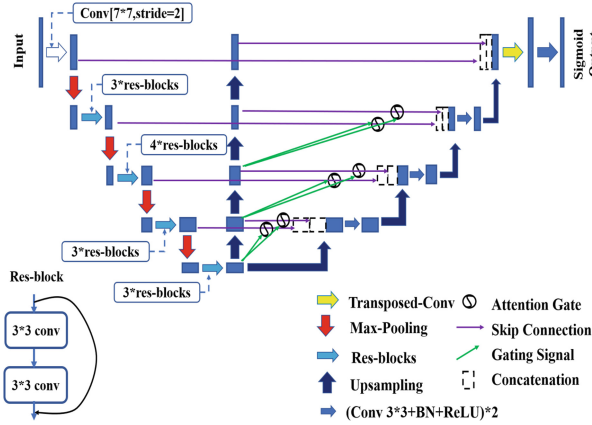 Conv[7*7,stride=2]
Input
Sigmoid
Output
3*res-blocks
4*res-blocks
3*res-blocks
3*res-blocks
Res-block
3*3 conv
3*3 conv
Transposed-Conv
Max-Pooling
Res-blocks
Upsampling
(Conv 3*3+BN+ReLU)*2
Attention Gate
Skip Connection
Gating Signal
Concatenation